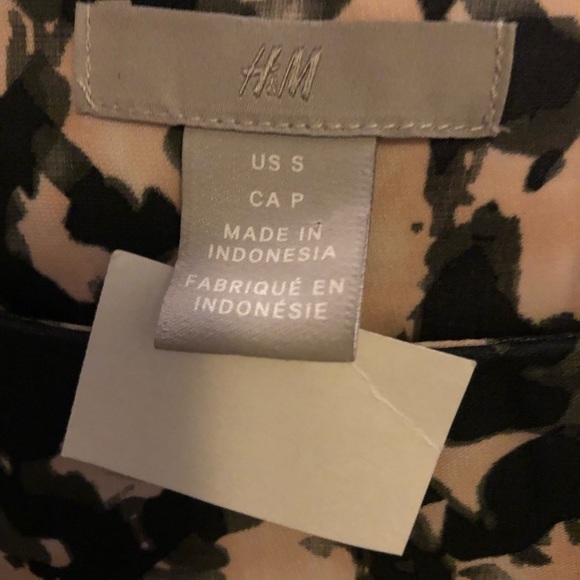 H&M
US S
CA P
MADE IN
INDONESIA
FABRIQUÉ EN
INDONÉSIE